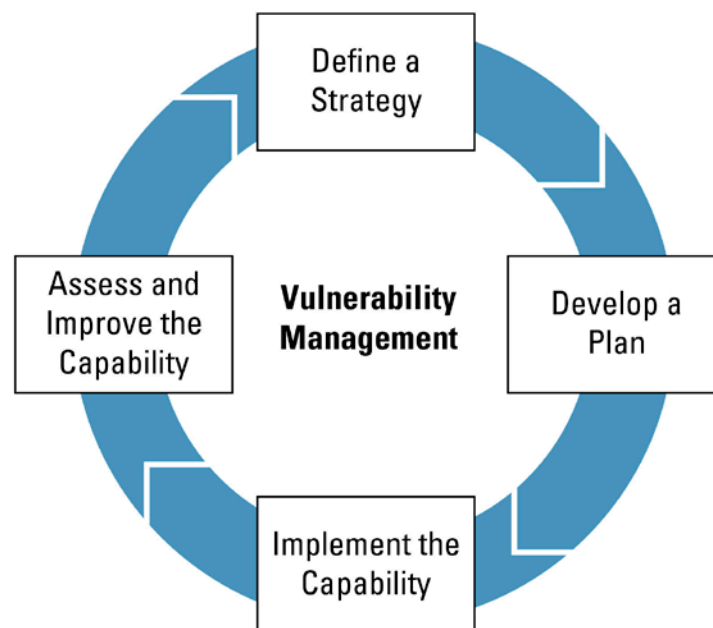 Define a
Strategy
Assess and
Improve the
Capability
Vulnerability
Management
Develop a
Plan
Implement the
Capability